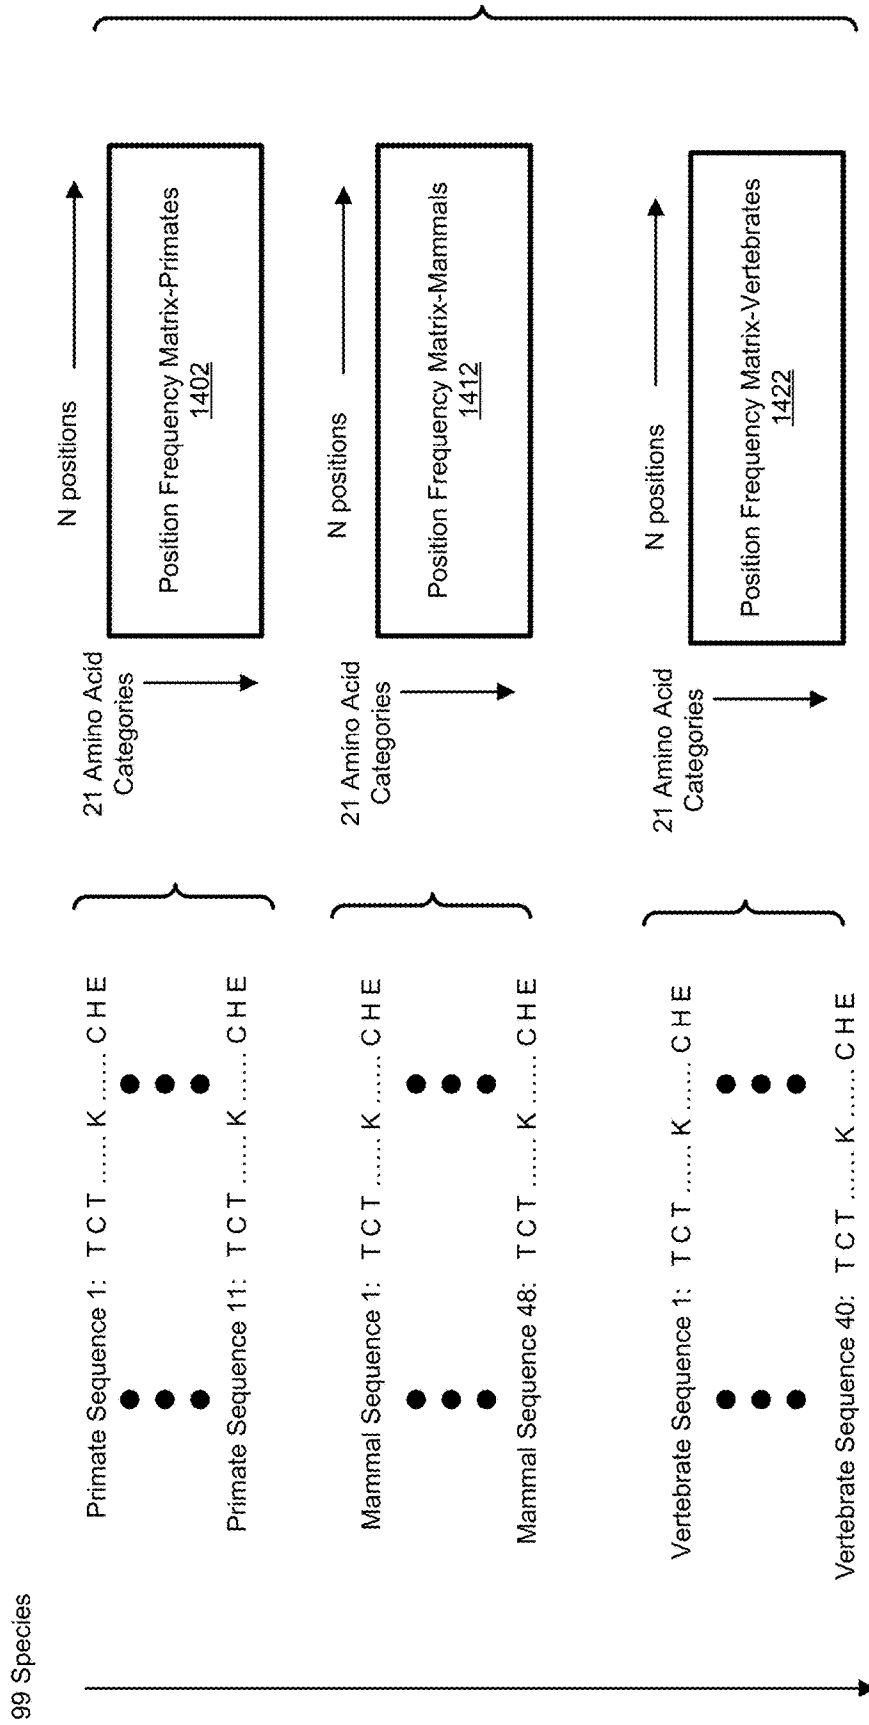 99 Species
Primate Sequence 1: T C T ...... K ...... C H E
Primate Sequence 11: T C T ...... K ...... C H E
21 Amino Acid
Categories
N positions
Position Frequency Matrix-Primates
1402
Mammal Sequence 1: T C T ...... K ...... C H E
Mammal Sequence 48: T C T ...... K ...... C H E
21 Amino Acid
Categories
N positions
Position Frequency Matrix-Mammals
1412
Vertebrate Sequence 1: T C T ...... K ...... C H E
Vertebrate Sequence 40: T C T ...... K ...... C H E
21 Amino Acid
Categories
N positions
Position Frequency Matrix-Vertebrates
1422